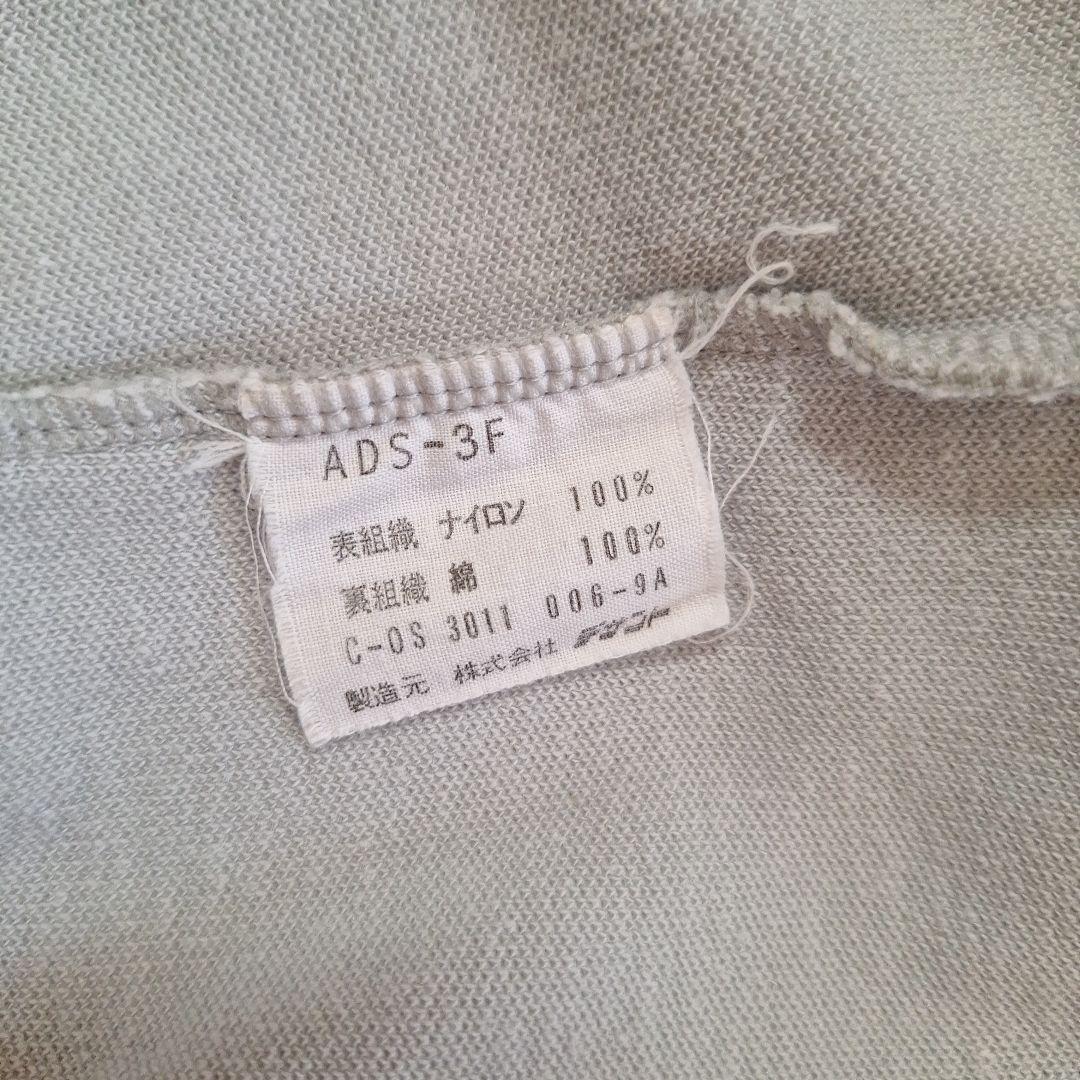 ADS-3F
表組織 ナイロン 100%
裏組織 綿 100%
C-OS 3011 006-9A
製造元 株式会社 デサント